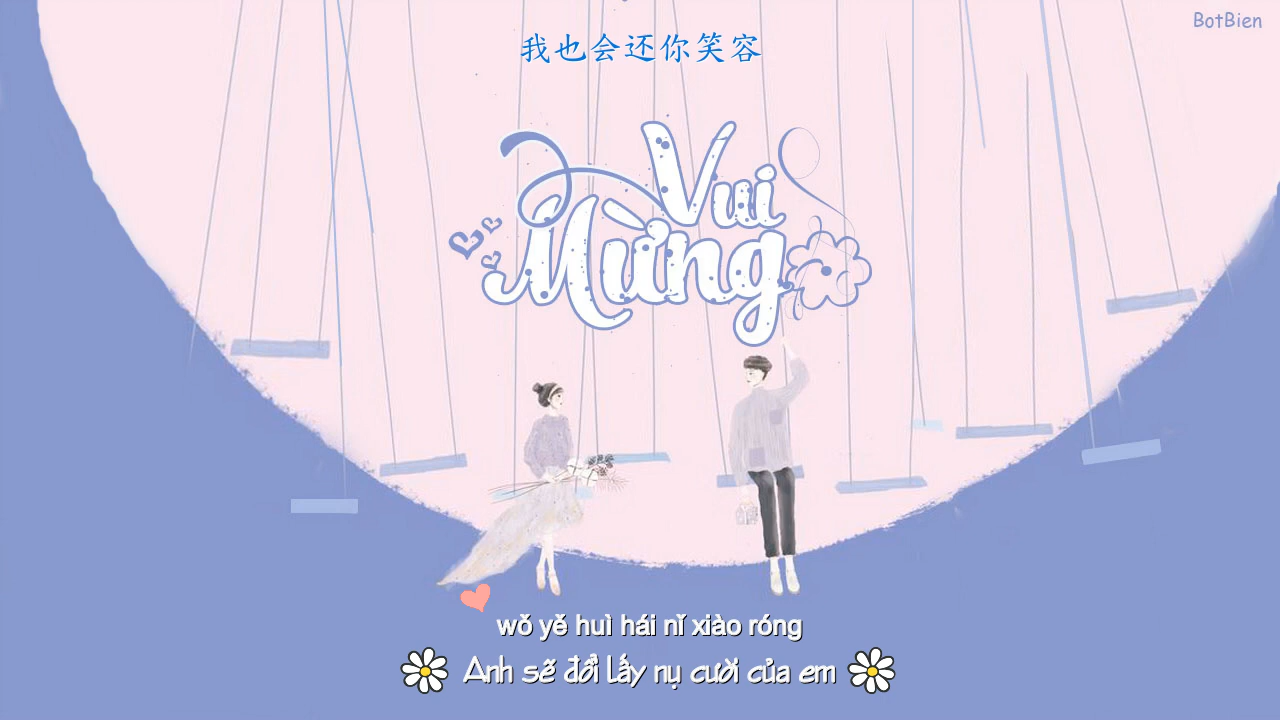 BotBien
我也会还你笑容
Vui
Mừng
wǒ yě huì hái nǐ xiào róng
Anh sẽ đổi lấy nụ cười của em